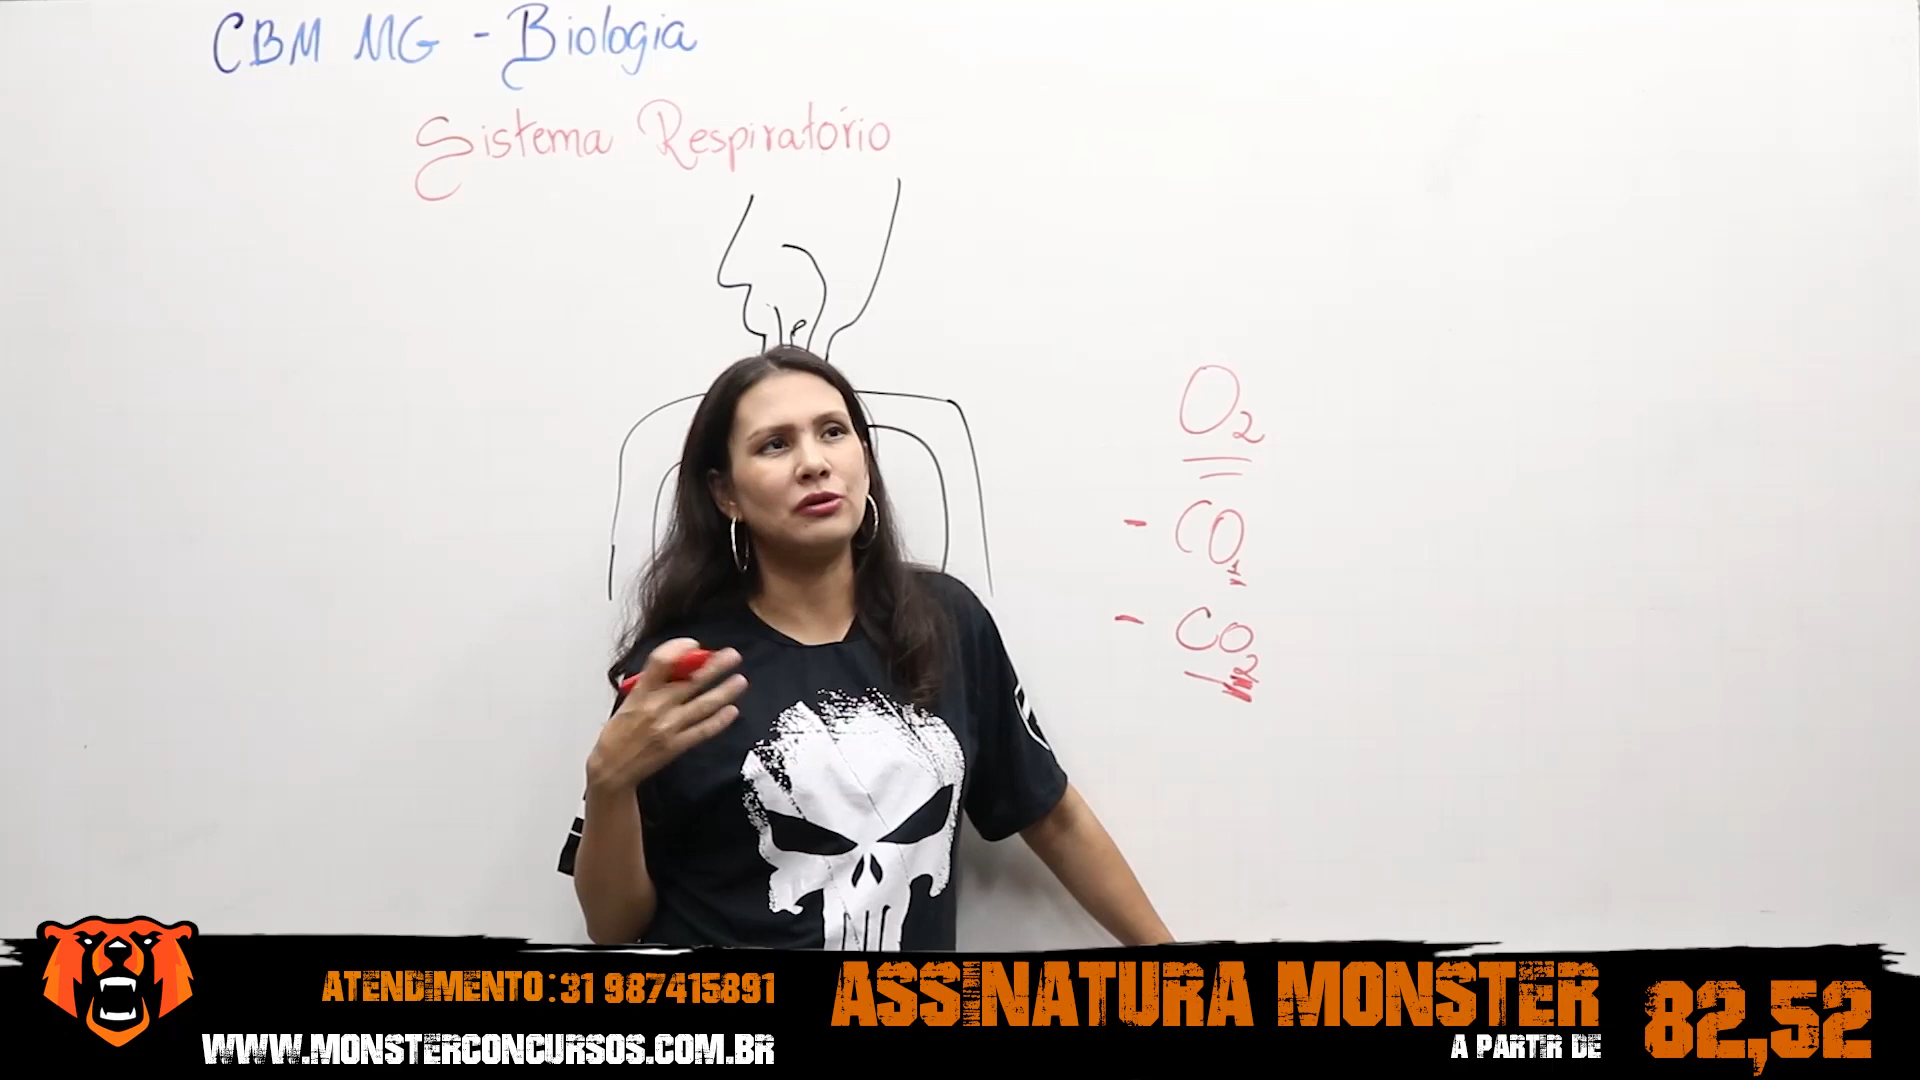 CBM MG - Biologia
Sistema Respiratório
O2
- CO
- CO2
ATENDIMENTO: 31 987415891
WWW.MONSTERCONCURSOS.COM.BR
ASSINATURA MONSTER
A PARTIR DE
82,52